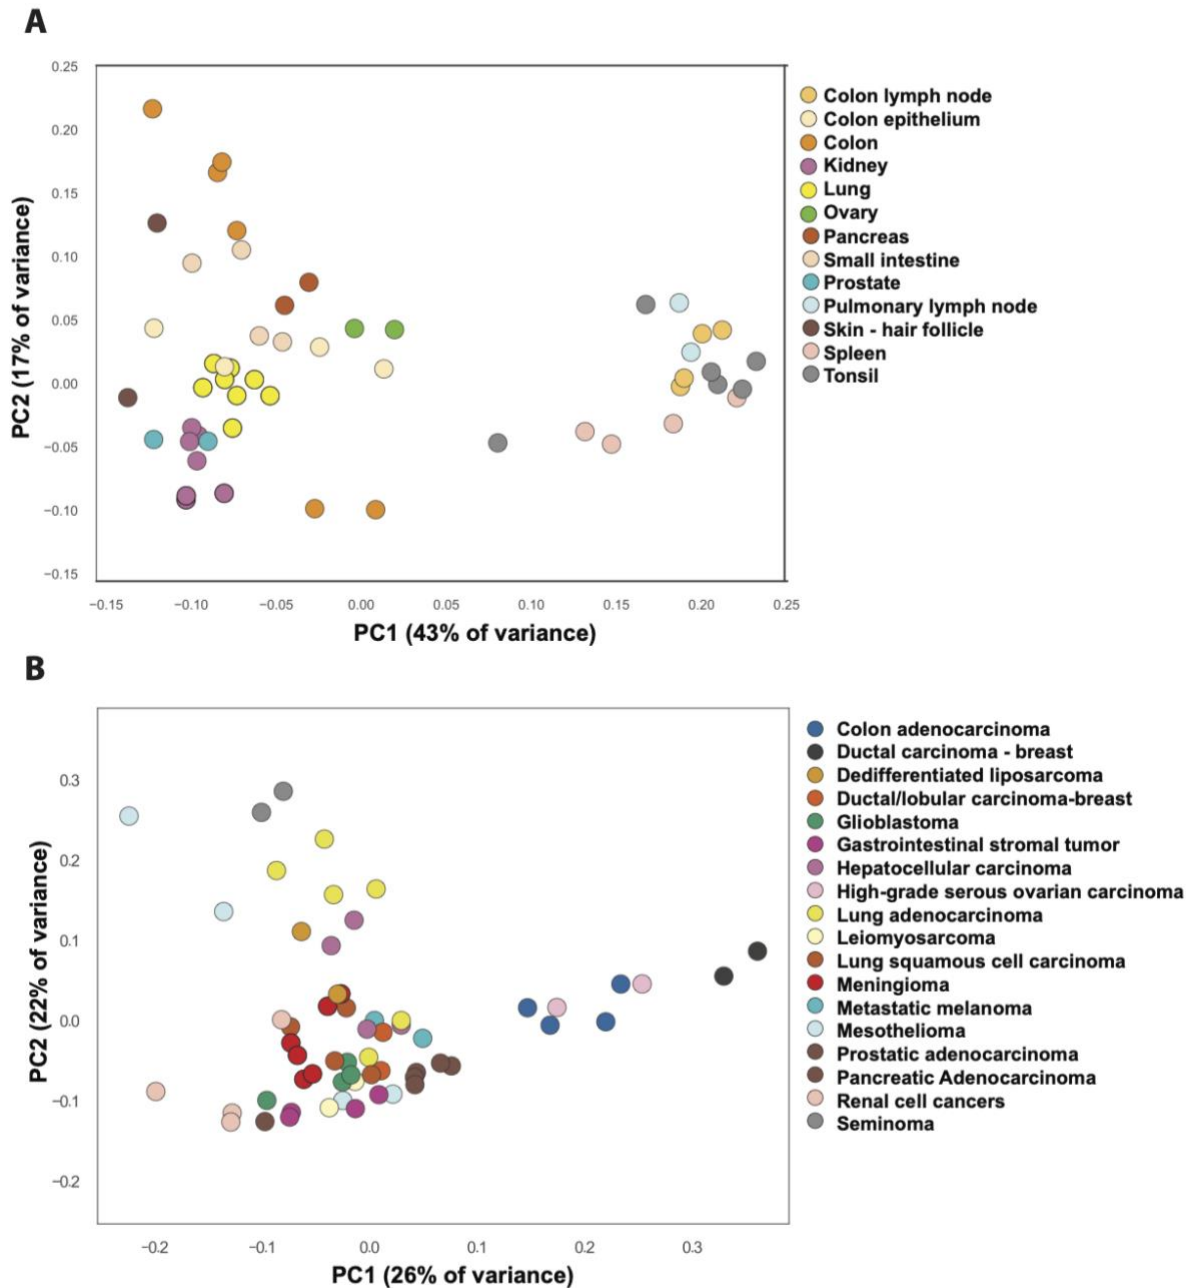 A
0.25
0.20
0.15
0.10
0.05
0.00
−0.05
−0.10
−0.15
PC2 (17% of variance)
−0.15 −0.10 −0.05 0.00 0.05 0.10 0.15 0.20 0.25
PC1 (43% of variance)
Colon lymph node
Colon epithelium
Colon
Kidney
Lung
Ovary
Pancreas
Small intestine
Prostate
Pulmonary lymph node
Skin - hair follicle
Spleen
Tonsil
B
0.3
0.2
0.1
0.0
−0.1
−0.2
PC2 (22% of variance)
−0.2 −0.1 0.0 0.1 0.2 0.3
PC1 (26% of variance)
Colon adenocarcinoma
Ductal carcinoma - breast
Dedifferentiated liposarcoma
Ductal/lobular carcinoma-breast
Glioblastoma
Gastrointestinal stromal tumor
Hepatocellular carcinoma
High-grade serous ovarian carcinoma
Lung adenocarcinoma
Leiomyosarcoma
Lung squamous cell carcinoma
Meningioma
Metastatic melanoma
Mesothelioma
Prostatic adenocarcinoma
Pancreatic Adenocarcinoma
Renal cell cancers
Seminoma